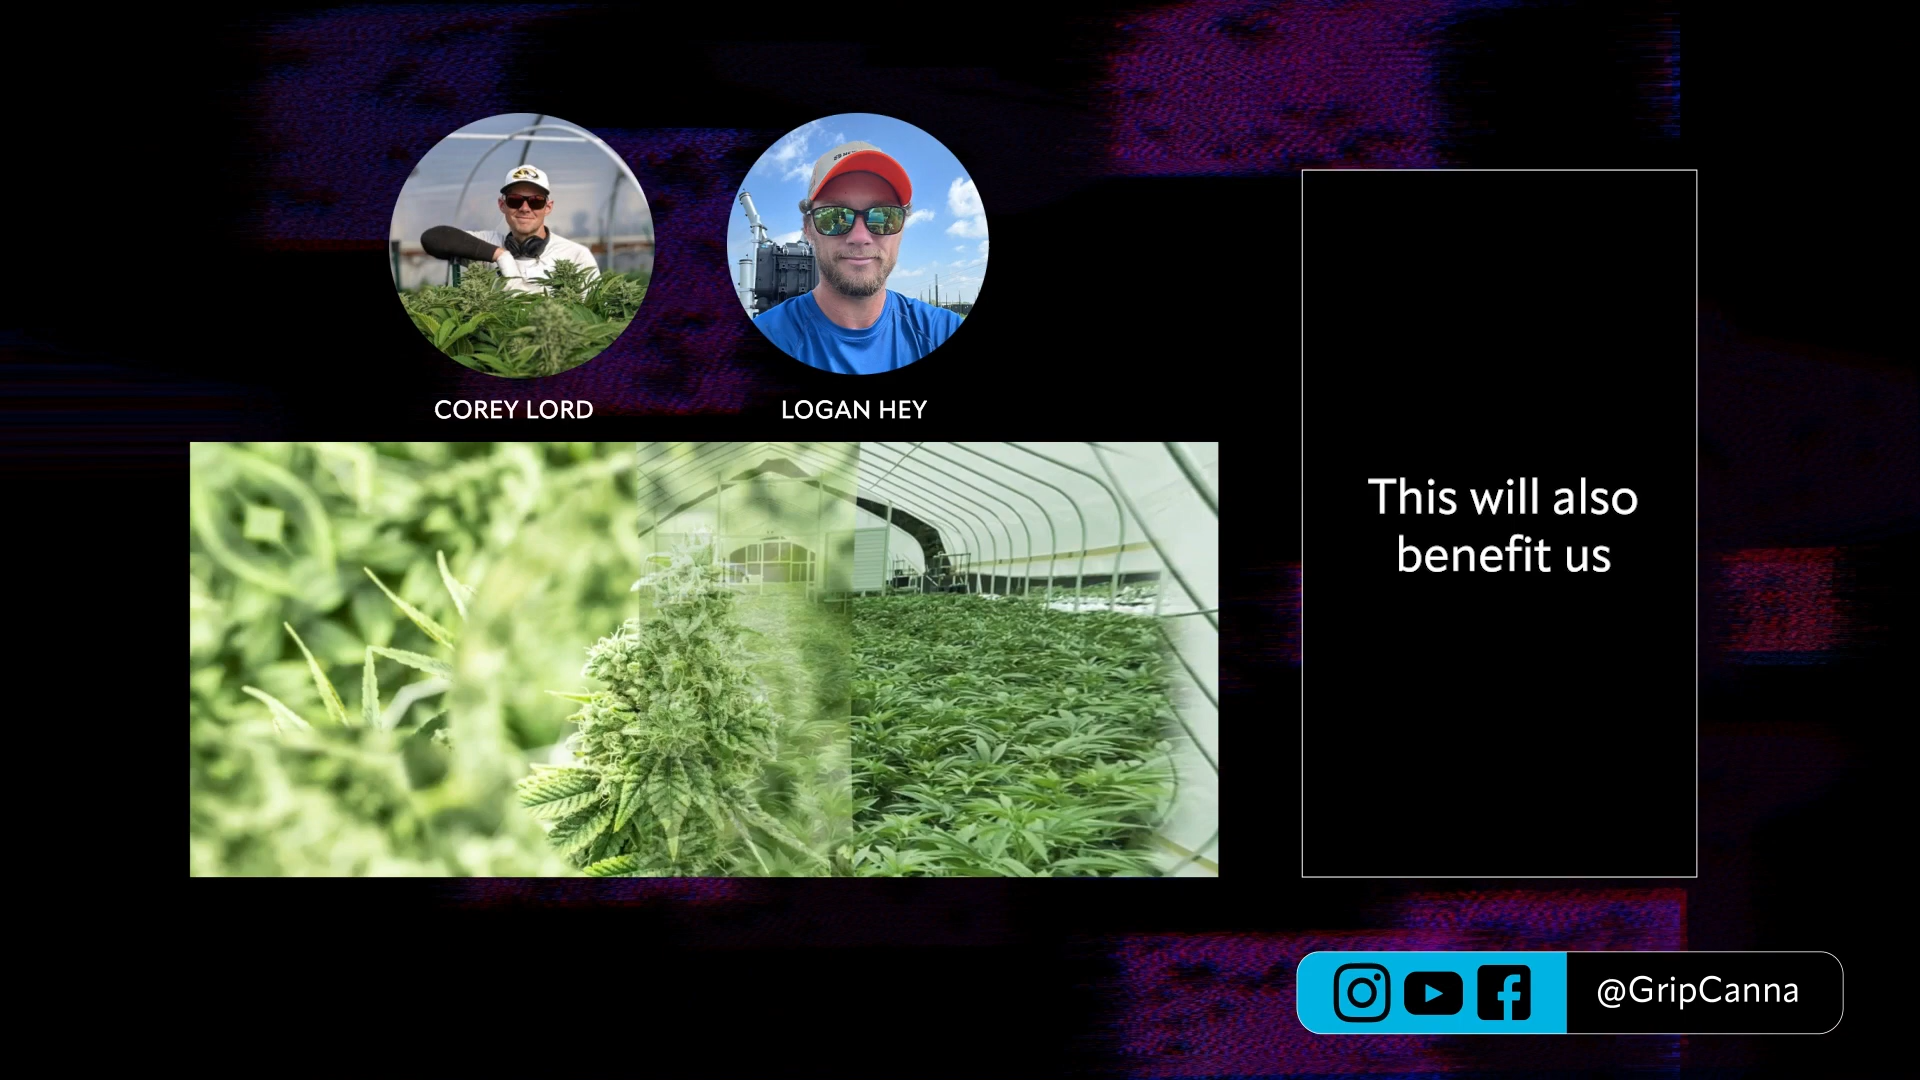 COREY LORD
LOGAN HEY
This will also
benefit us
@GripCanna